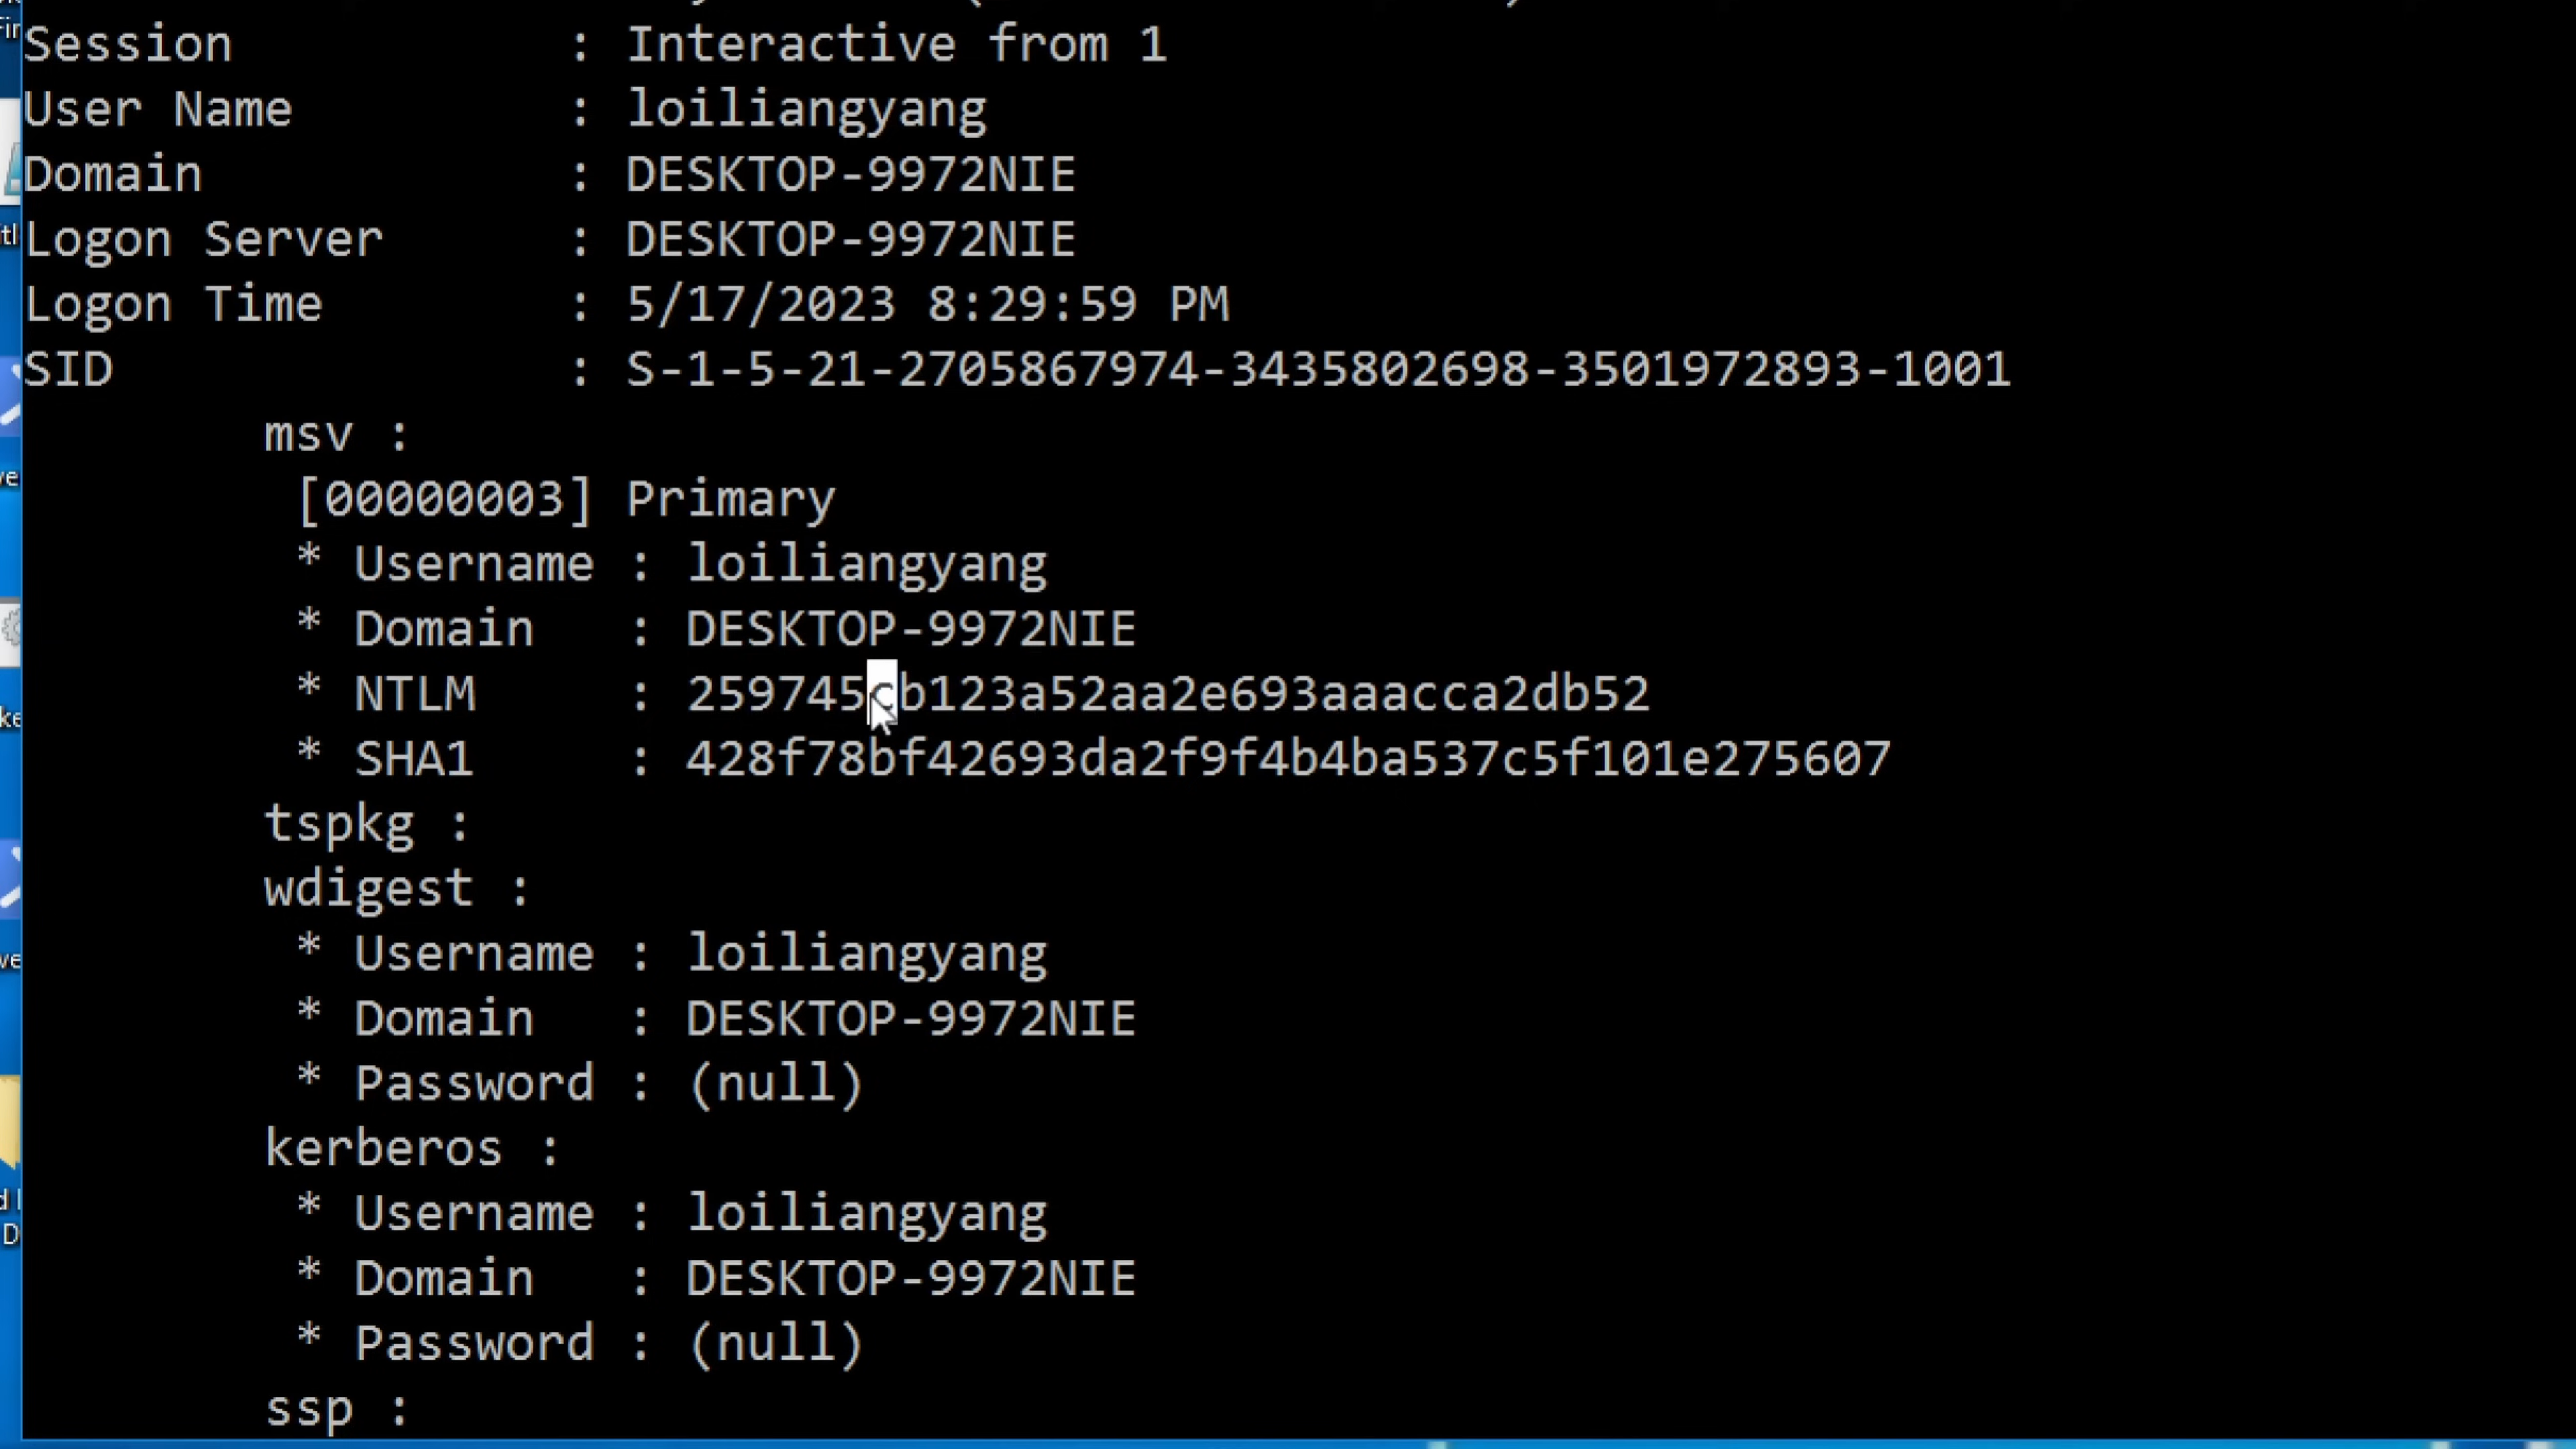 Session : Interactive from 1
User Name : loiliangyang
Domain : DESKTOP-9972NIE
Logon Server : DESKTOP-9972NIE
Logon Time : 5/17/2023 8:29:59 PM
SID : S-1-5-21-2705867974-3435802698-3501972893-1001
msv :
[00000003] Primary
* Username : loiliangyang
* Domain : DESKTOP-9972NIE
* NTLM : 259745cb123a52aa2e693aaacca2db52
* SHA1 : 428f78bf42693da2f9f4b4ba537c5f101e275607
tspkg :
wdigest :
* Username : loiliangyang
* Domain : DESKTOP-9972NIE
* Password : (null)
kerberos :
* Username : loiliangyang
* Domain : DESKTOP-9972NIE
* Password : (null)
ssp :